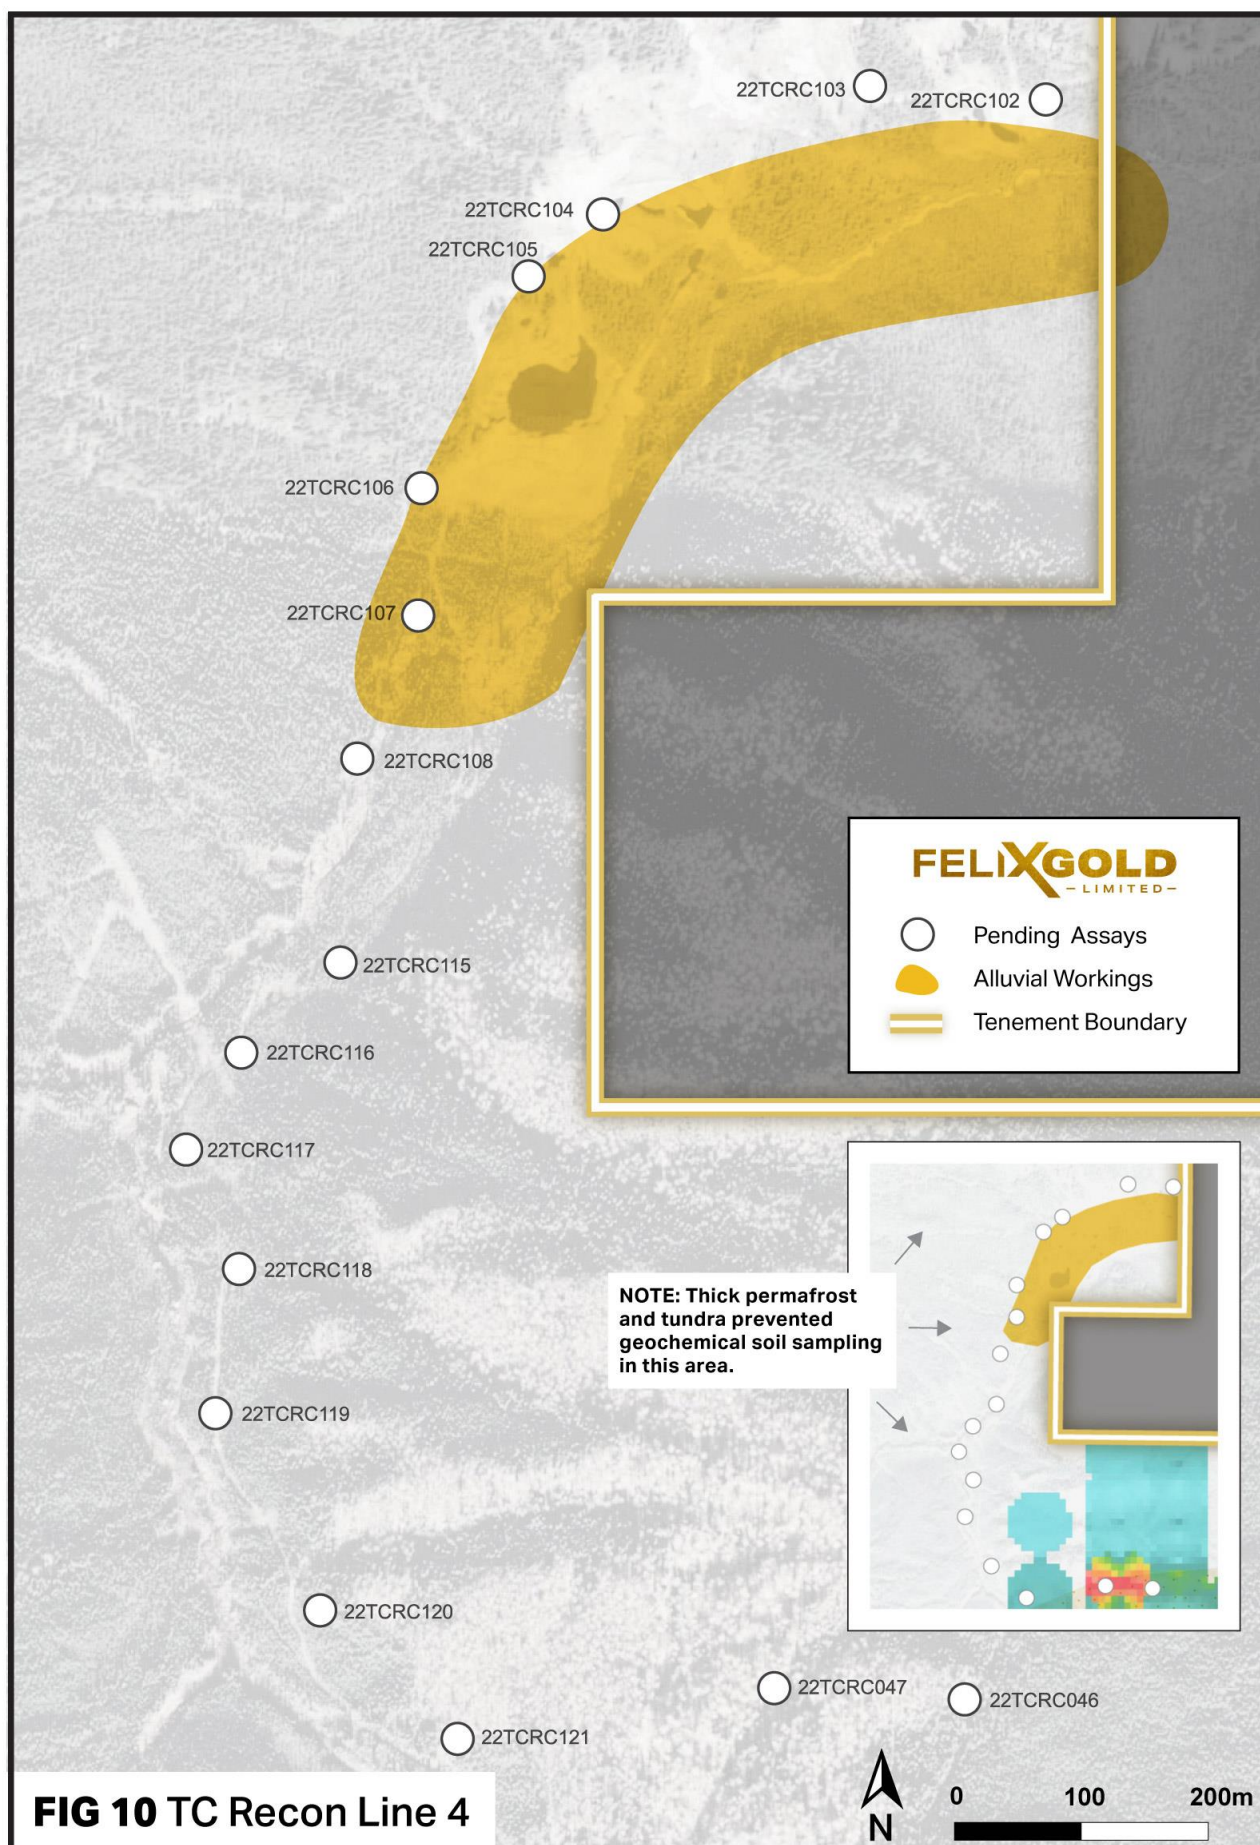 22TCRC103
22TCRC102
22TCRC104
22TCRC105
22TCRC106
22TCRC107
22TCRC108
FELIXGOLD
LIMITED
Pending Assays
Alluvial Workings
Tenement Boundary
22TCRC115
22TCRC116
22TCRC117
22TCRC118
NOTE: Thick permafrost
and tundra prevented
geochemical soil sampling
in this area.
22TCRC119
22TCRC120
22TCRC047
22TCRC046
22TCRC121
FIG 10 TC Recon Line 4
N
0 100 200m